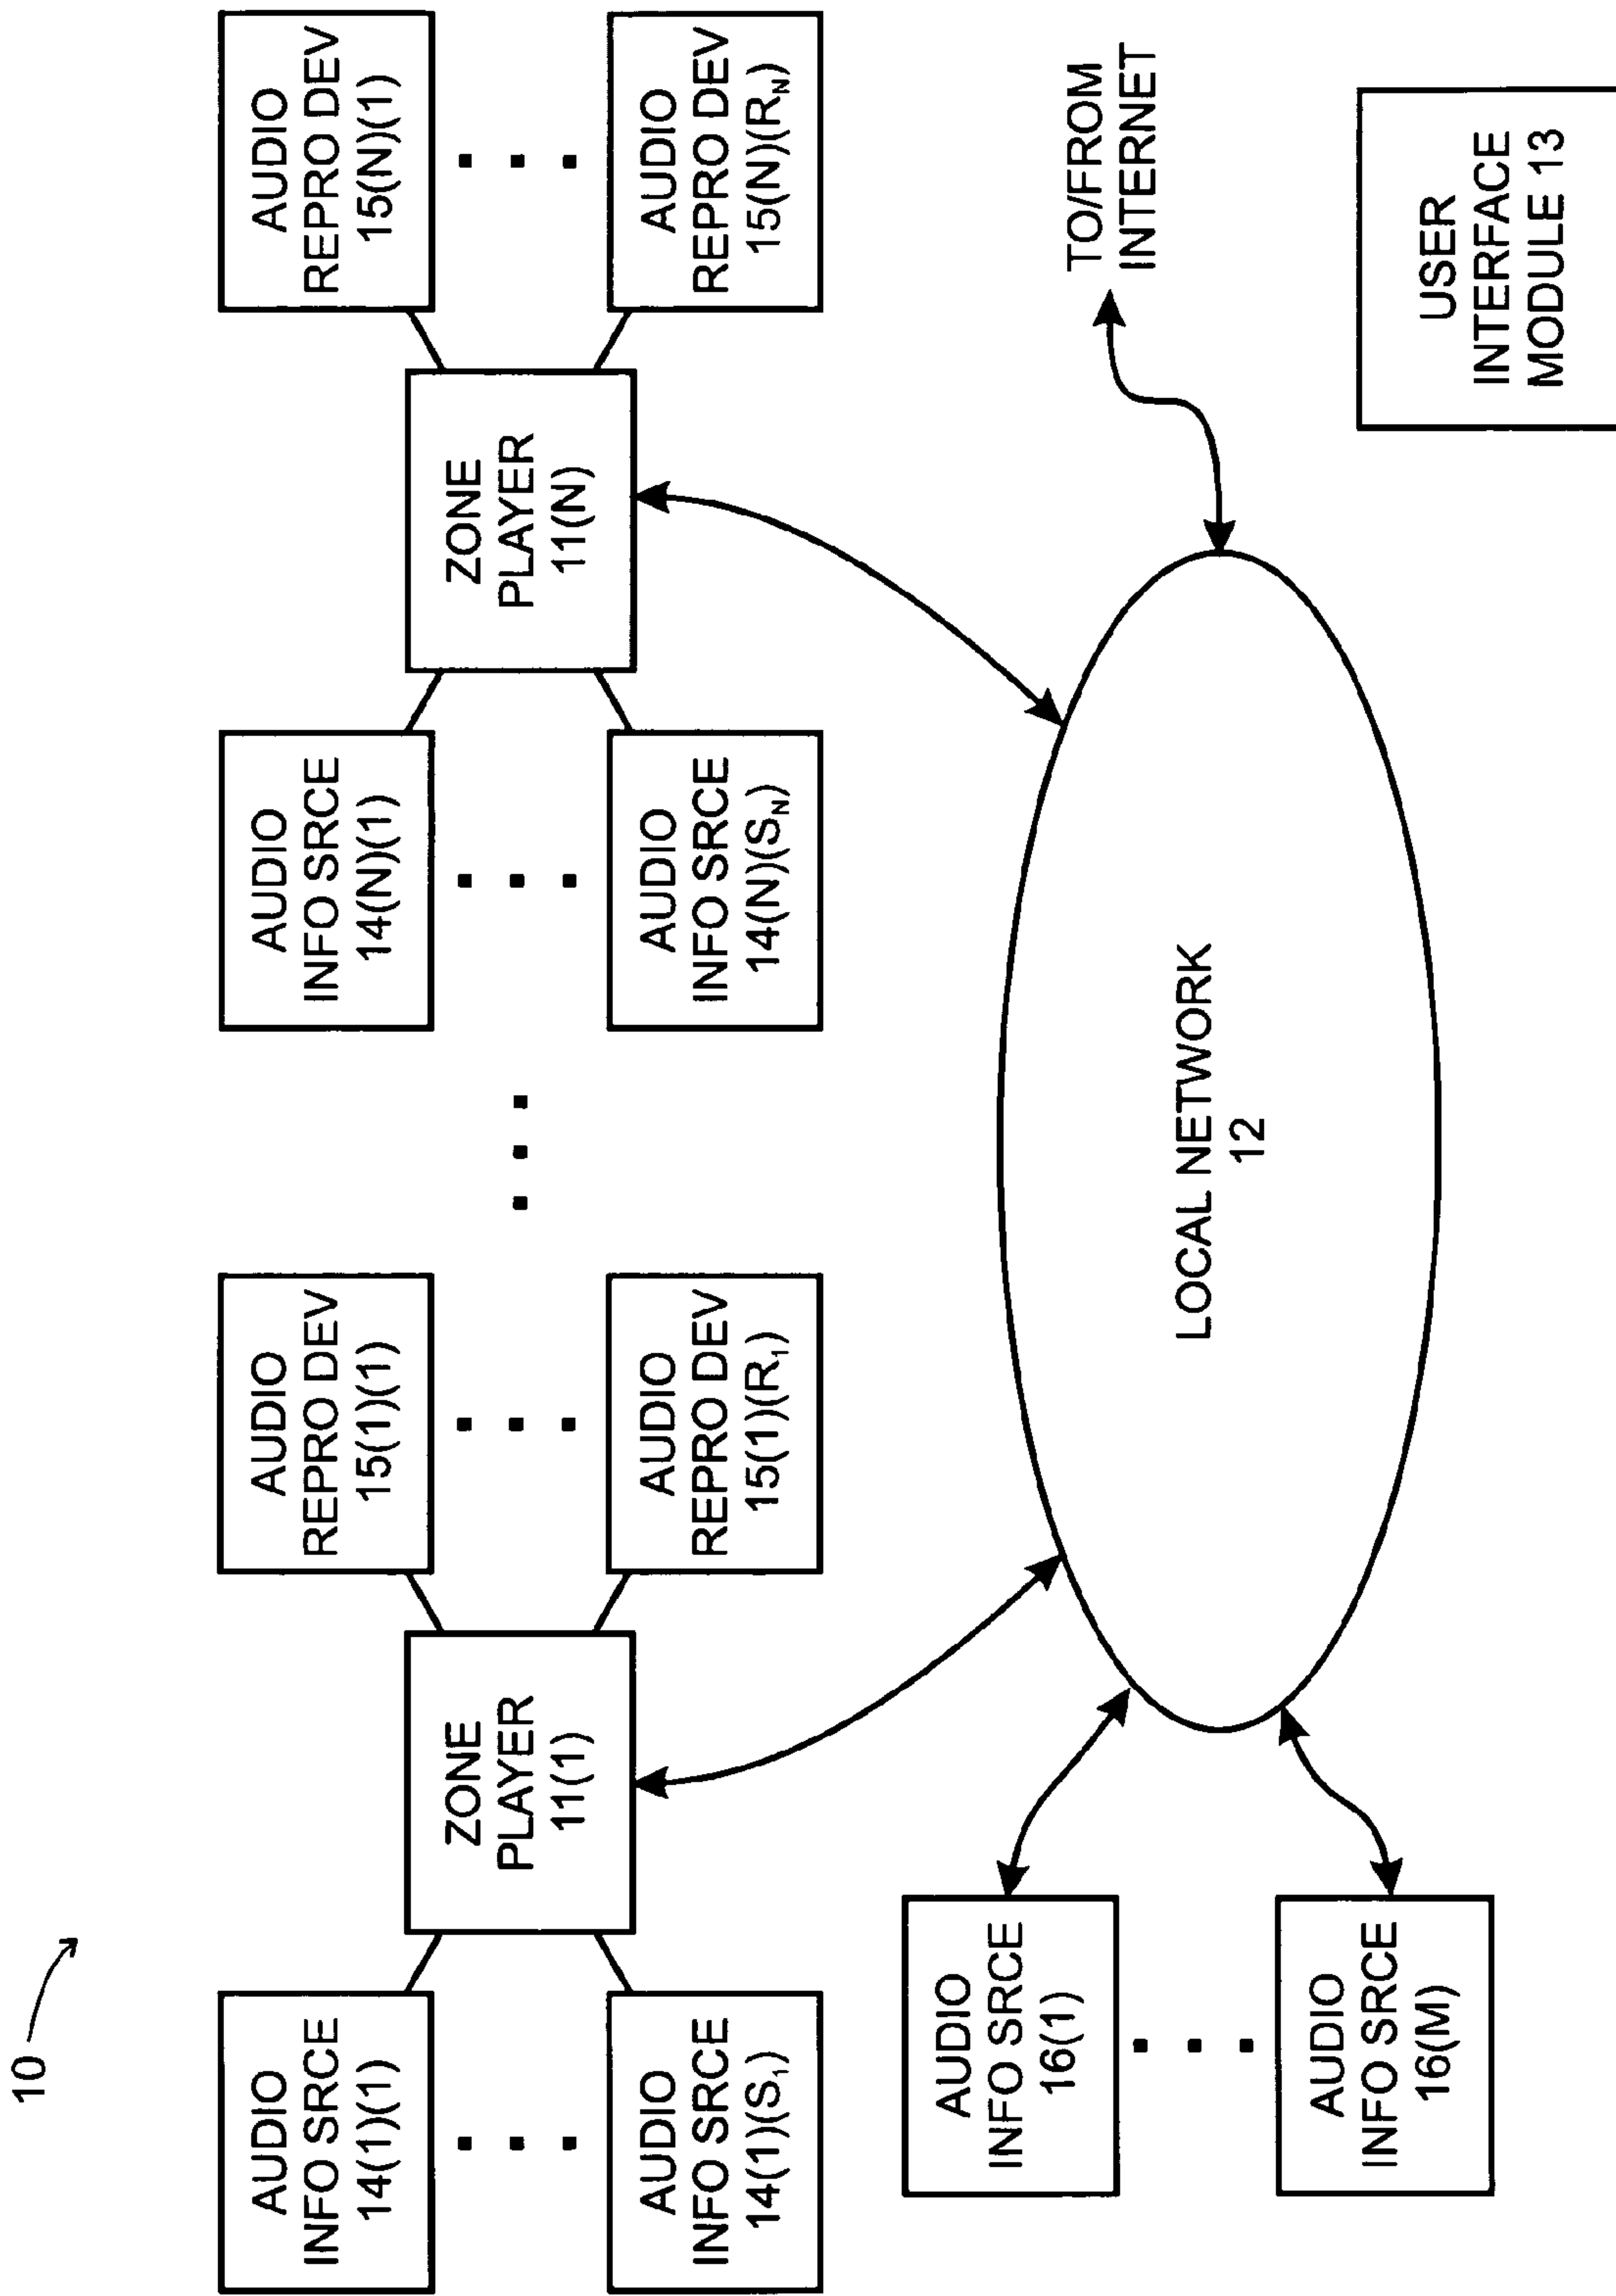 10
AUDIO
INFO SRCE
14(1)(1)
AUDIO
INFO SRCE
14(1)(S₁)
ZONE
PLAYER
11(1)
AUDIO
REPRO DEV
15(1)(1)
AUDIO
REPRO DEV
15(1)(R₁)
AUDIO
INFO SRCE
14(N)(1)
AUDIO
INFO SRCE
14(N)(S_N)
ZONE
PLAYER
11(N)
AUDIO
REPRO DEV
15(N)(1)
AUDIO
REPRO DEV
15(N)(R_N)
AUDIO
INFO SRCE
16(1)
AUDIO
INFO SRCE
16(M)
LOCAL NETWORK
12
TO/FROM
INTERNET
USER
INTERFACE
MODULE 13